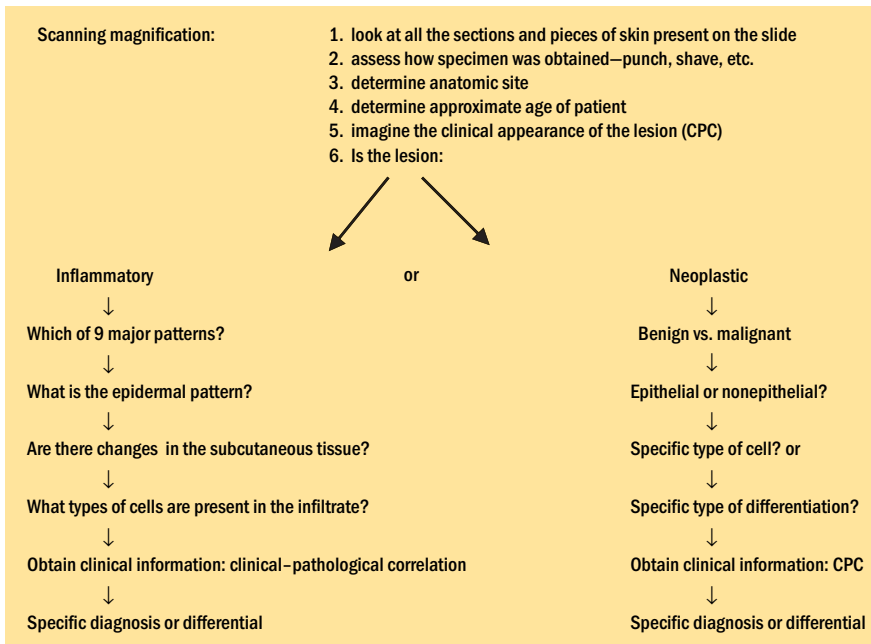 Scanning magnification:
1. look at all the sections and pieces of skin present on the slide
2. assess how specimen was obtained—punch, shave, etc.
3. determine anatomic site
4. determine approximate age of patient
5. imagine the clinical appearance of the lesion (CPC)
6. Is the lesion:
Inflammatory
↓
Which of 9 major patterns?
↓
What is the epidermal pattern?
↓
Are there changes in the subcutaneous tissue?
↓
What types of cells are present in the infiltrate?
↓
Obtain clinical information: clinical–pathological correlation
↓
Specific diagnosis or differential
or
Neoplastic
↓
Benign vs. malignant
↓
Epithelial or nonepithelial?
↓
Specific type of cell? or
↓
Specific type of differentiation?
↓
Obtain clinical information: CPC
↓
Specific diagnosis or differential